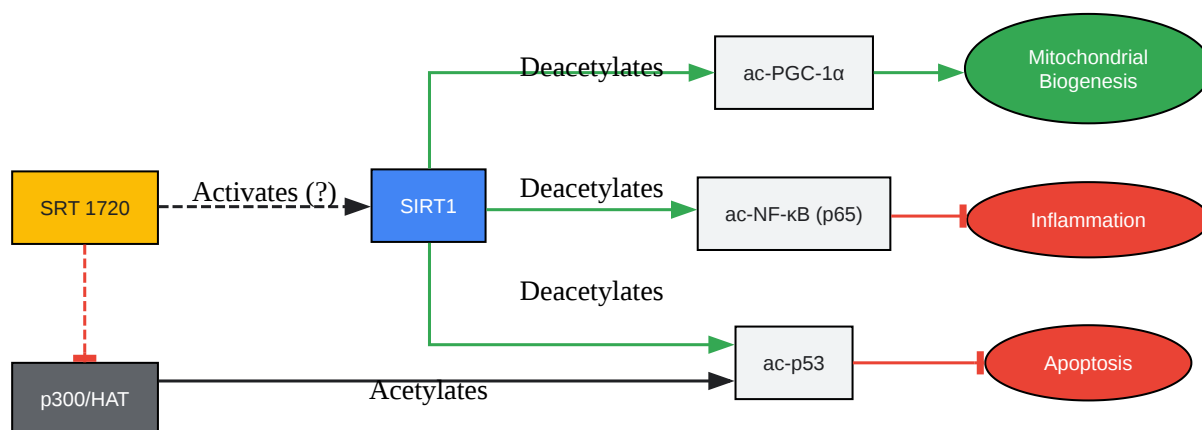 Deacetylates
ac-PGC-1α
Mitochondrial
Biogenesis
SRT 1720
Activates (?)
SIRT1
Deacetylates
ac-NF-κB (p65)
Inflammation
Deacetylates
p300/HAT
Acetylates
ac-p53
Apoptosis